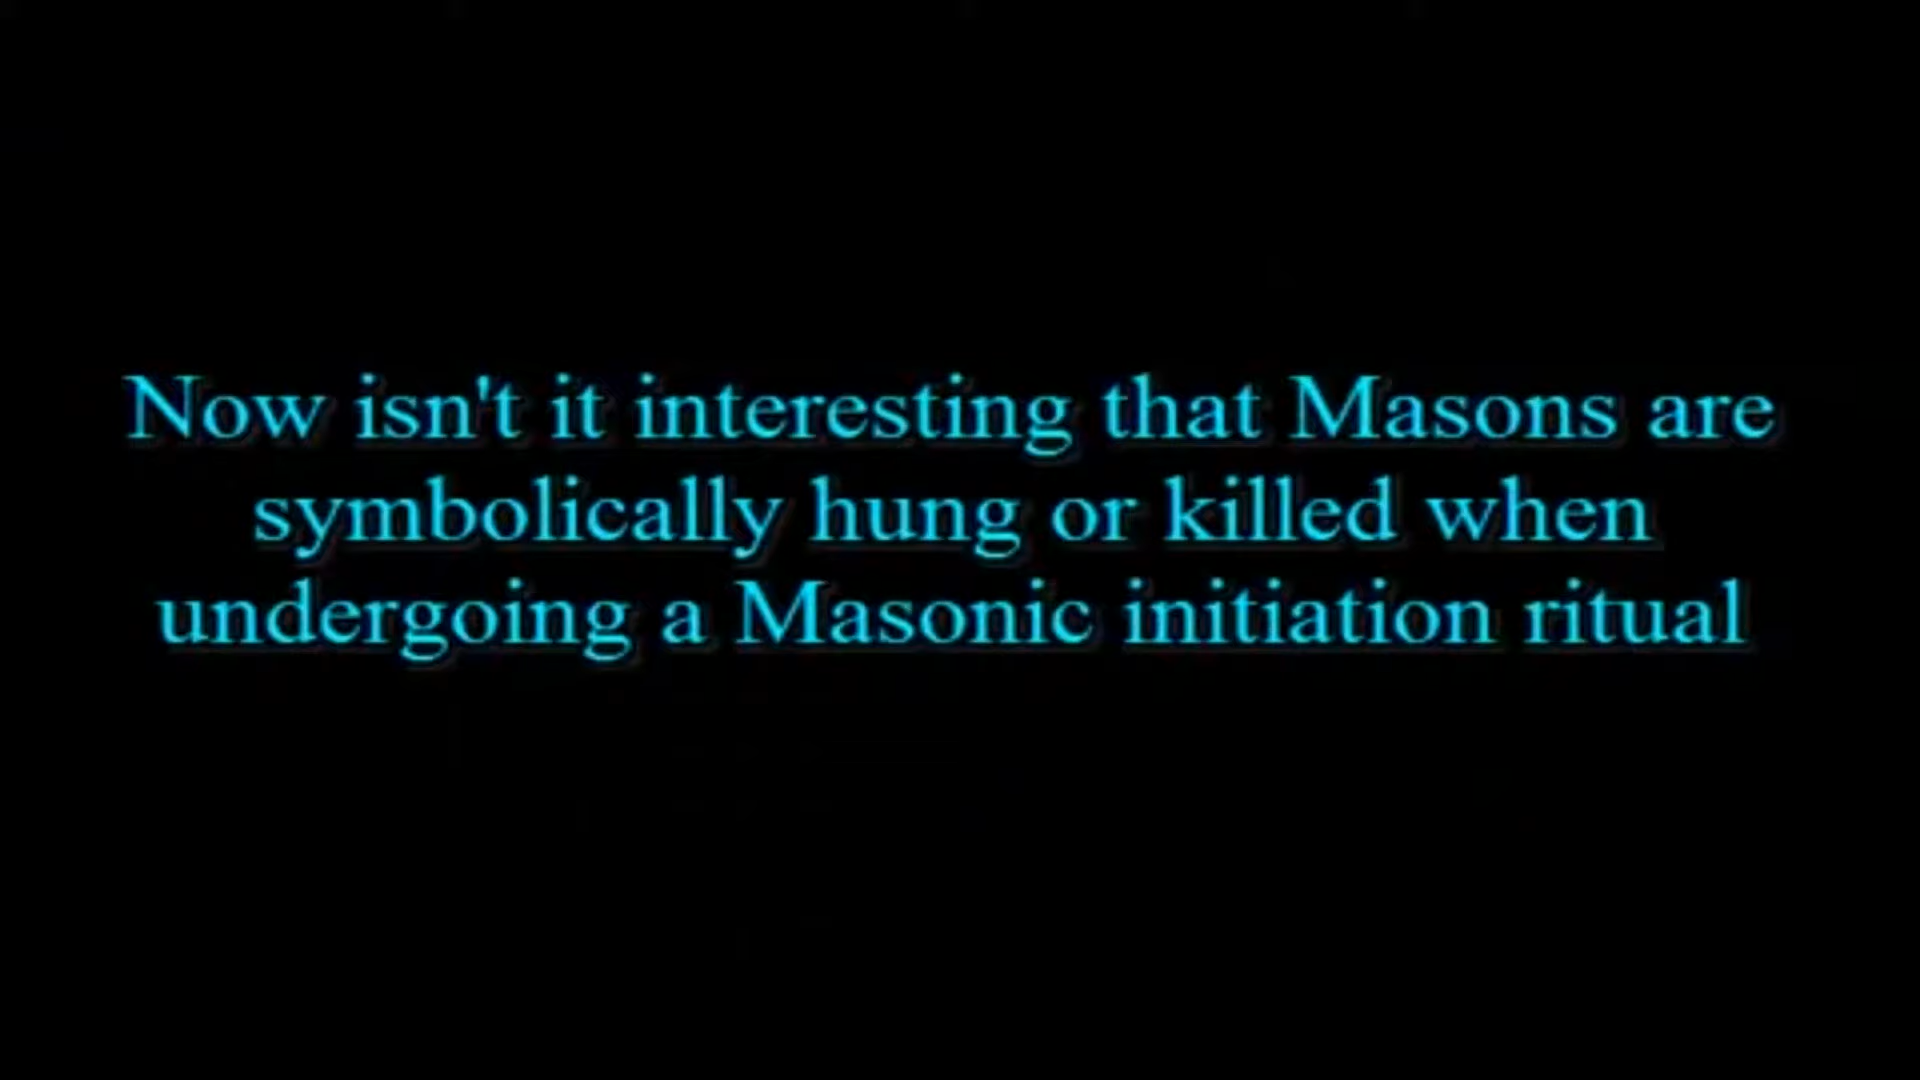 Now isn't it interesting that Masons are
symbolically hung or killed when
undergoing a Masonic initiation ritual